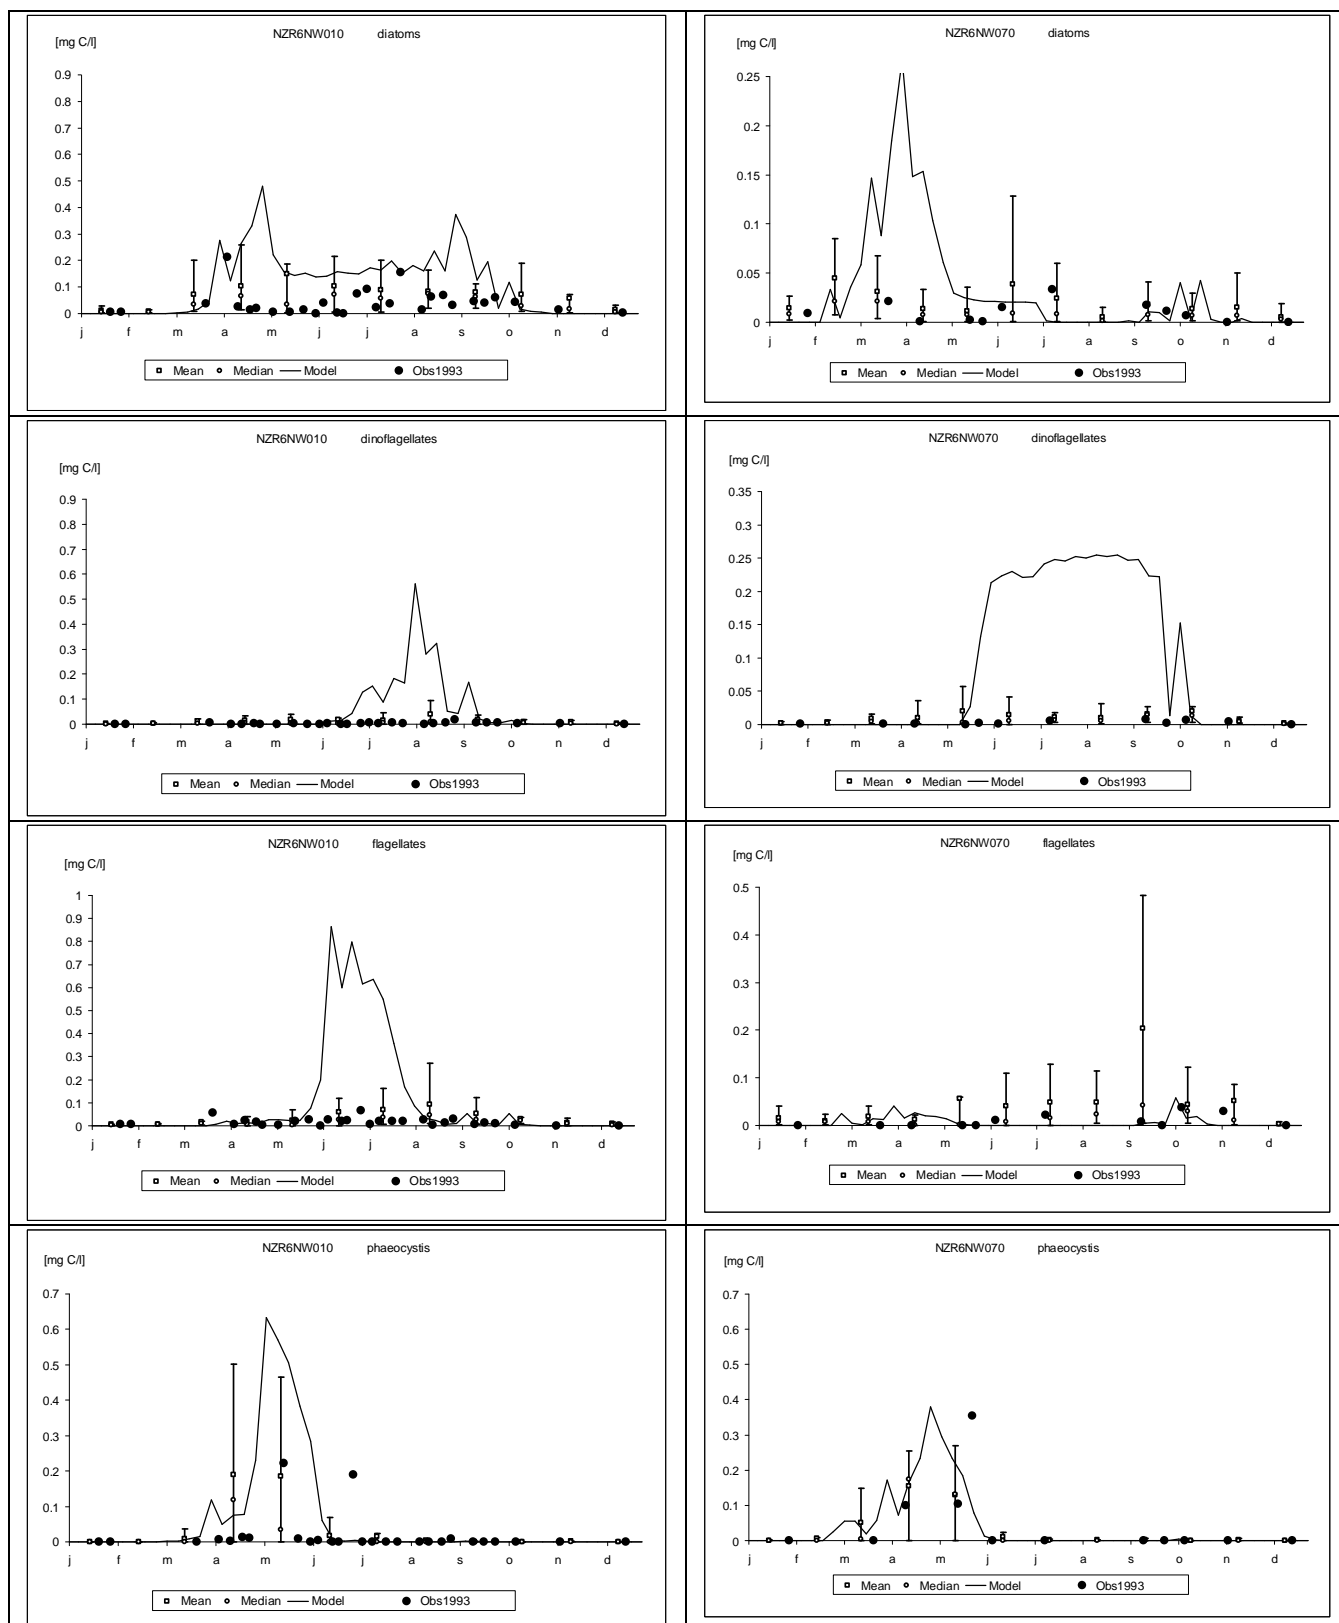 NZR6NW010 diatoms
[mg C/l]
0.9
0.8
0.7
0.6
0.5
0.4
0.3
0.2
0.1
0
j f m a m j j a s o n d
Mean Median Model Obs1993
NZR6NW070 diatoms
[mg C/l]
0.25
0.2
0.15
0.1
0.05
0
j f m a m j j a s o n d
Mean Median Model Obs1993
NZR6NW010 dinoflagellates
[mg C/l]
0.9
0.8
0.7
0.6
0.5
0.4
0.3
0.2
0.1
0
j f m a m j j a s o n d
Mean Median Model Obs1993
NZR6NW070 dinoflagellates
[mg C/l]
0.35
0.3
0.25
0.2
0.15
0.1
0.05
0
j f m a m j j a s o n d
Mean Median Model Obs1993
NZR6NW010 flagellates
[mg C/l]
1
0.9
0.8
0.7
0.6
0.5
0.4
0.3
0.2
0.1
0
j f m a m j j a s o n d
Mean Median Model Obs1993
NZR6NW070 flagellates
[mg C/l]
0.5
0.4
0.3
0.2
0.1
0
j f m a m j j a s o n d
Mean Median Model Obs1993
NZR6NW010 phaeocystis
[mg C/l]
0.7
0.6
0.5
0.4
0.3
0.2
0.1
0
j f m a m j j a s o n d
Mean Median Model Obs1993
NZR6NW070 phaeocystis
[mg C/l]
0.7
0.6
0.5
0.4
0.3
0.2
0.1
0
j f m a m j j a s o n d
Mean Median Model Obs1993